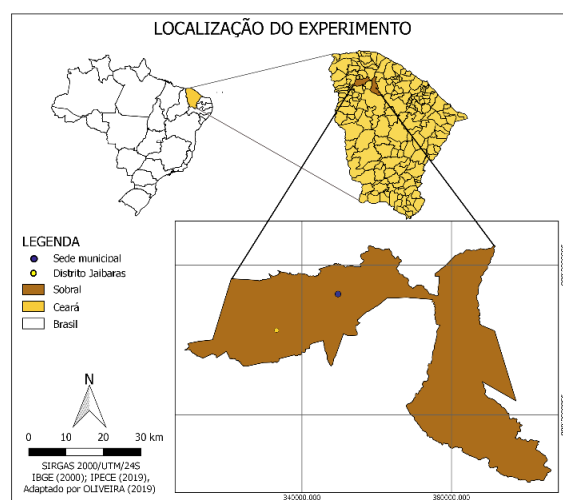 LOCALIZAÇÃO DO EXPERIMENTO
LEGENDA
Sede municipal
Distrito Jaibaras
Sobral
Ceará
Brasil
N
0 10 20 30 km
SIRGAS 2000/UTM/24S
IBGE (2000); IPECE (2019),
Adaptado por OLIVEIRA (2019)
340000.000 360000.000